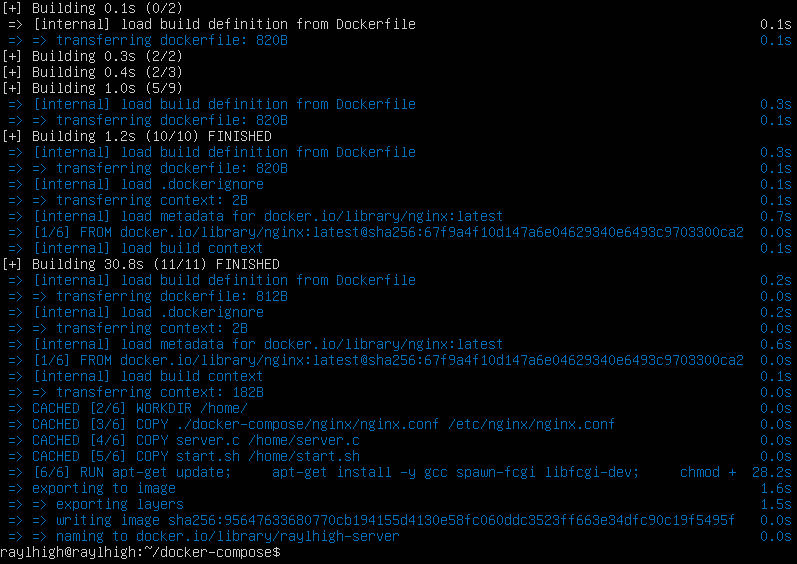 [+] Building 0.1s (0/2)
=> [internal] load build definition from Dockerfile 0.1s
=> => transferring dockerfile: 820B 0.1s
[+] Building 0.3s (2/2)
[+] Building 0.4s (2/3)
[+] Building 1.0s (5/9)
=> [internal] load build definition from Dockerfile 0.3s
=> => transferring dockerfile: 820B 0.1s
[+] Building 1.2s (10/10) FINISHED
=> [internal] load build definition from Dockerfile 0.3s
=> => transferring dockerfile: 820B 0.1s
=> [internal] load .dockerignore 0.1s
=> => transferring context: 2B 0.1s
=> [internal] load metadata for docker.io/library/nginx:latest 0.7s
=> [1/6] FROM docker.io/library/nginx:latest@sha256:67f9a4f10d147a6e04629340e6493c9703300ca2 0.0s
=> [internal] load build context 0.1s
[+] Building 30.8s (11/11) FINISHED
=> [internal] load build definition from Dockerfile 0.2s
=> => transferring dockerfile: 812B 0.0s
=> [internal] load .dockerignore 0.2s
=> => transferring context: 2B 0.0s
=> [internal] load metadata for docker.io/library/nginx:latest 0.6s
=> [1/6] FROM docker.io/library/nginx:latest@sha256:67f9a4f10d147a6e04629340e6493c9703300ca2 0.0s
=> [internal] load build context 0.1s
=> => transferring context: 182B 0.0s
=> CACHED [2/6] WORKDIR /home/ 0.0s
=> CACHED [3/6] COPY ./docker-compose/nginx/nginx.conf /etc/nginx/nginx.conf 0.0s
=> CACHED [4/6] COPY server.c /home/server.c 0.0s
=> CACHED [5/6] COPY start.sh /home/start.sh 0.0s
=> [6/6] RUN apt-get update; apt-get install -y gcc spawn-fcgi libfcgi-dev; chmod + 28.2s
=> exporting to image 1.6s
=> => exporting layers 1.5s
=> => writing image sha256:95647633680770cb194155d4130e58fc060ddc3523ff663e34dfc90c19f5495f 0.0s
=> => naming to docker.io/library/raylhigh-server 0.0s
raylhigh@raylhigh:~/docker-compose$